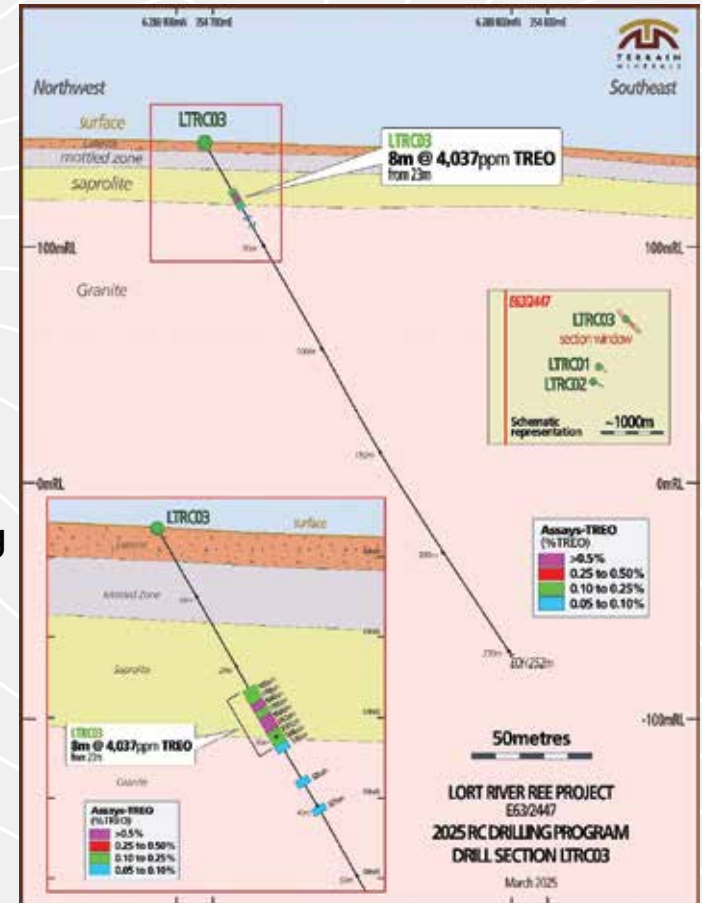 TERRAIN
MINERALS
Northwest
Southeast
surface
LTRC03
mottled zone
saprolite
LTRC03
8m @ 4,037ppm TREO
from 23m
100mRL
100mRL
Granite
E63/2447
LTRC03
section window
LTRC01
LTRC02
Schematic
representation
~1000m
0mRL
0mRL
g
LTRC03
surface
Mottled Zone
Saprolite
LTRC03
8m @ 4,037ppm TREO
from 23m
Granite
Assays-TREO
(%TREO)
>0.5%
0.25 to 0.50%
0.10 to 0.25%
0.05 to 0.10%
Assays-TREO
(%TREO)
>0.5%
0.25 to 0.50%
0.10 to 0.25%
0.05 to 0.10%
EOH 252m
-100mRL
50metres
LORT RIVER REE PROJECT
E63/2447
2025 RC DRILLING PROGRAM
DRILL SECTION LTRC03
March 2025